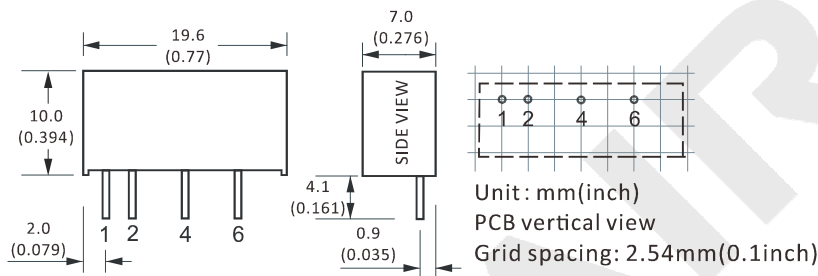 19.6
(0.77)
10.0
(0.394)
2.0
(0.079)
1 2 4 6
7.0
(0.276)
SIDE VIEW
4.1
(0.161)
0.9
(0.035)
1 2 4 6
Unit : mm(inch)
PCB vertical view
Grid spacing: 2.54mm(0.1inch)